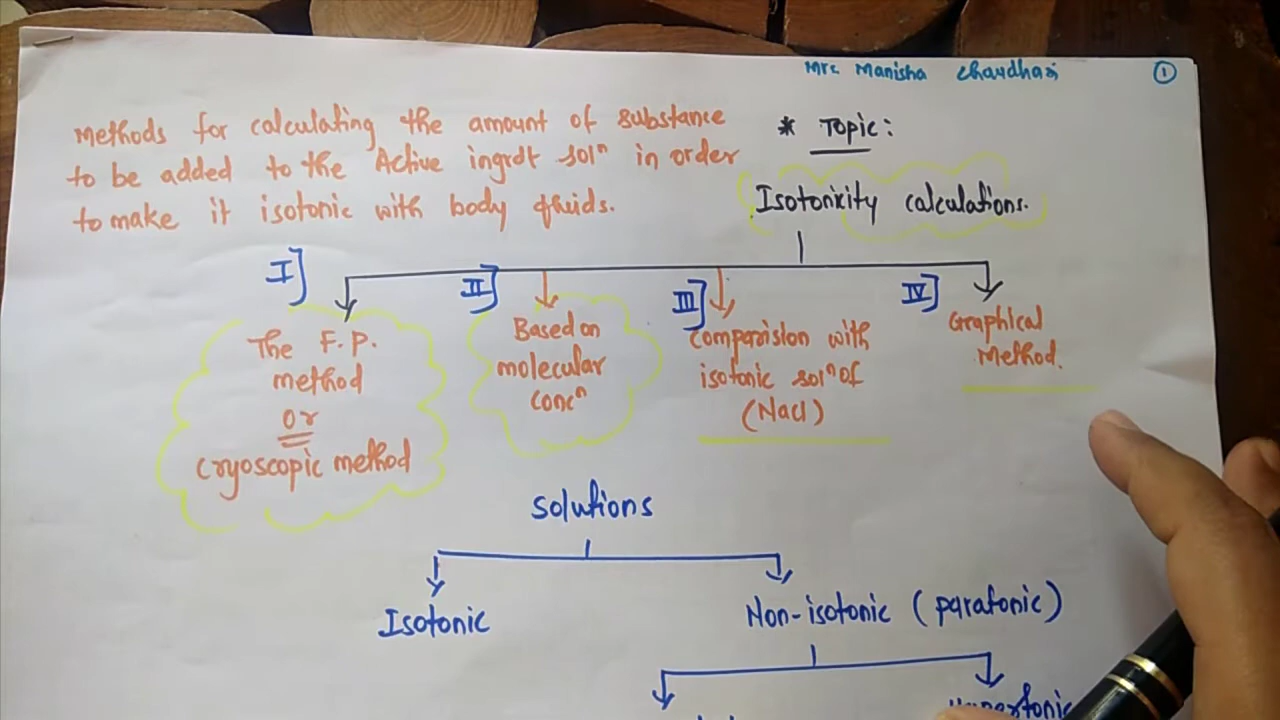 Mrs. Manisha Chaudhari
①
Methods for calculating the amount of substance
to be added to the Active ingrdt solⁿ in order
to make it isotonic with body fluids.
* Topic:
Isotonixity calculations.
I]
The F.P.
method
or
cryoscopic method
II]
Based on
molecular
concⁿ
III]
comparision with
isotonic solⁿ of
(Nacl)
IV]
Graphical
Method.
Solutions
Isotonic
Non-isotonic (paratonic)